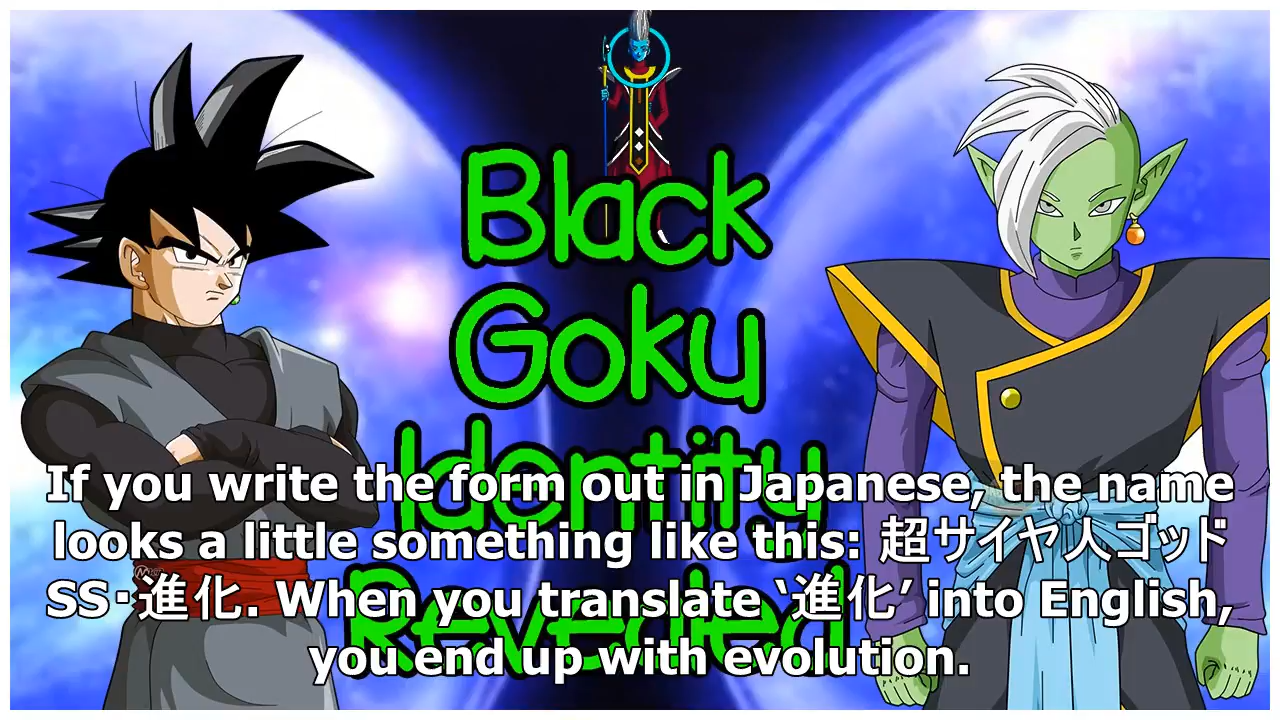 Black
Goku
Identity
Revealed
If you write the form out in Japanese, the name
looks a little something like this: 超サイヤ人ゴッド
SS・進化. When you translate ‘進化’ into English,
you end up with evolution.